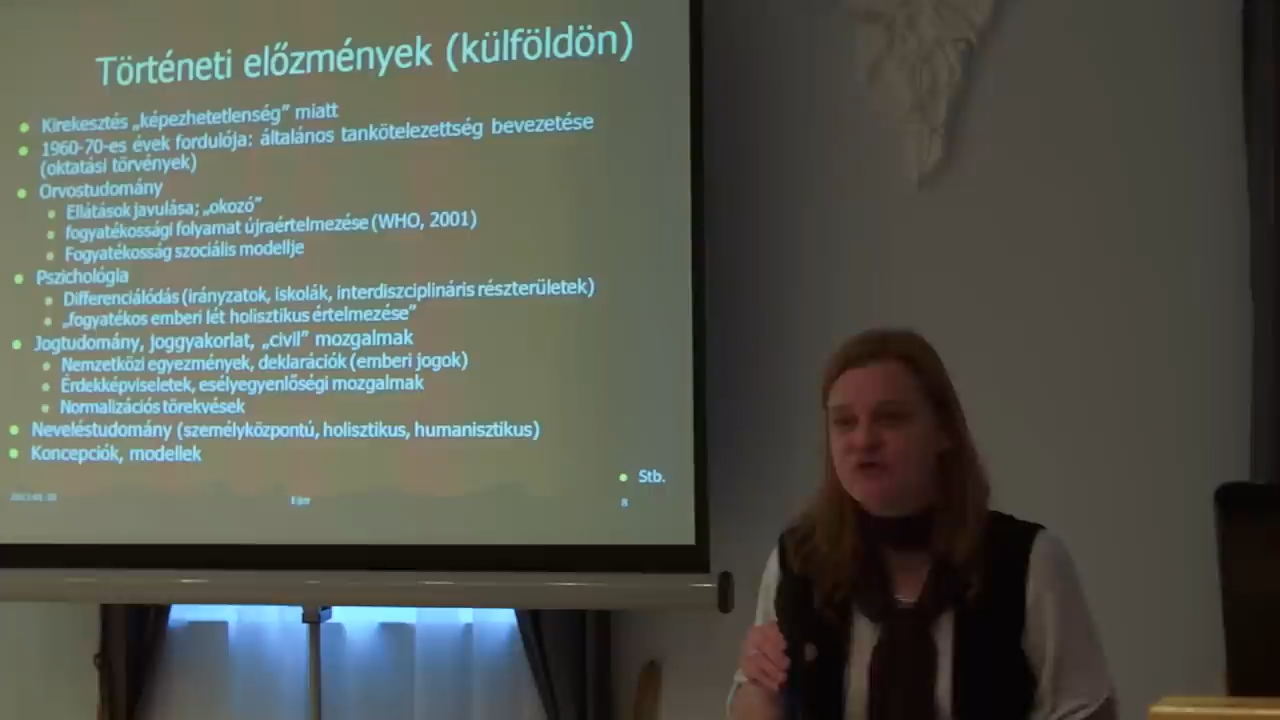 Történeti előzmények (külföldön)
Kirekesztés „képezhetetlenség” miatt
1960-70-es évek fordulója: általános tankötelezettség bevezetése
(oktatási törvények)
Orvostudomány
Ellátások javulása; „okozó”
fogyatékossági folyamat újraértelmezése (WHO, 2001)
Fogyatékosság szociális modellje
Pszichológia
Differenciálódás (irányzatok, iskolák, interdiszciplináris részterületek)
„fogyatékos emberi lét holisztikus értelmezése”
Jogtudomány, joggyakorlat, „civil” mozgalmak
Nemzetközi egyezmények, deklarációk (emberi jogok)
Érdekképviseletek, esélyegyenlőségi mozgalmak
Normalizációs törekvések
Neveléstudomány (személyközpontú, holisztikus, humanisztikus)
Koncepciók, modellek
Stb.